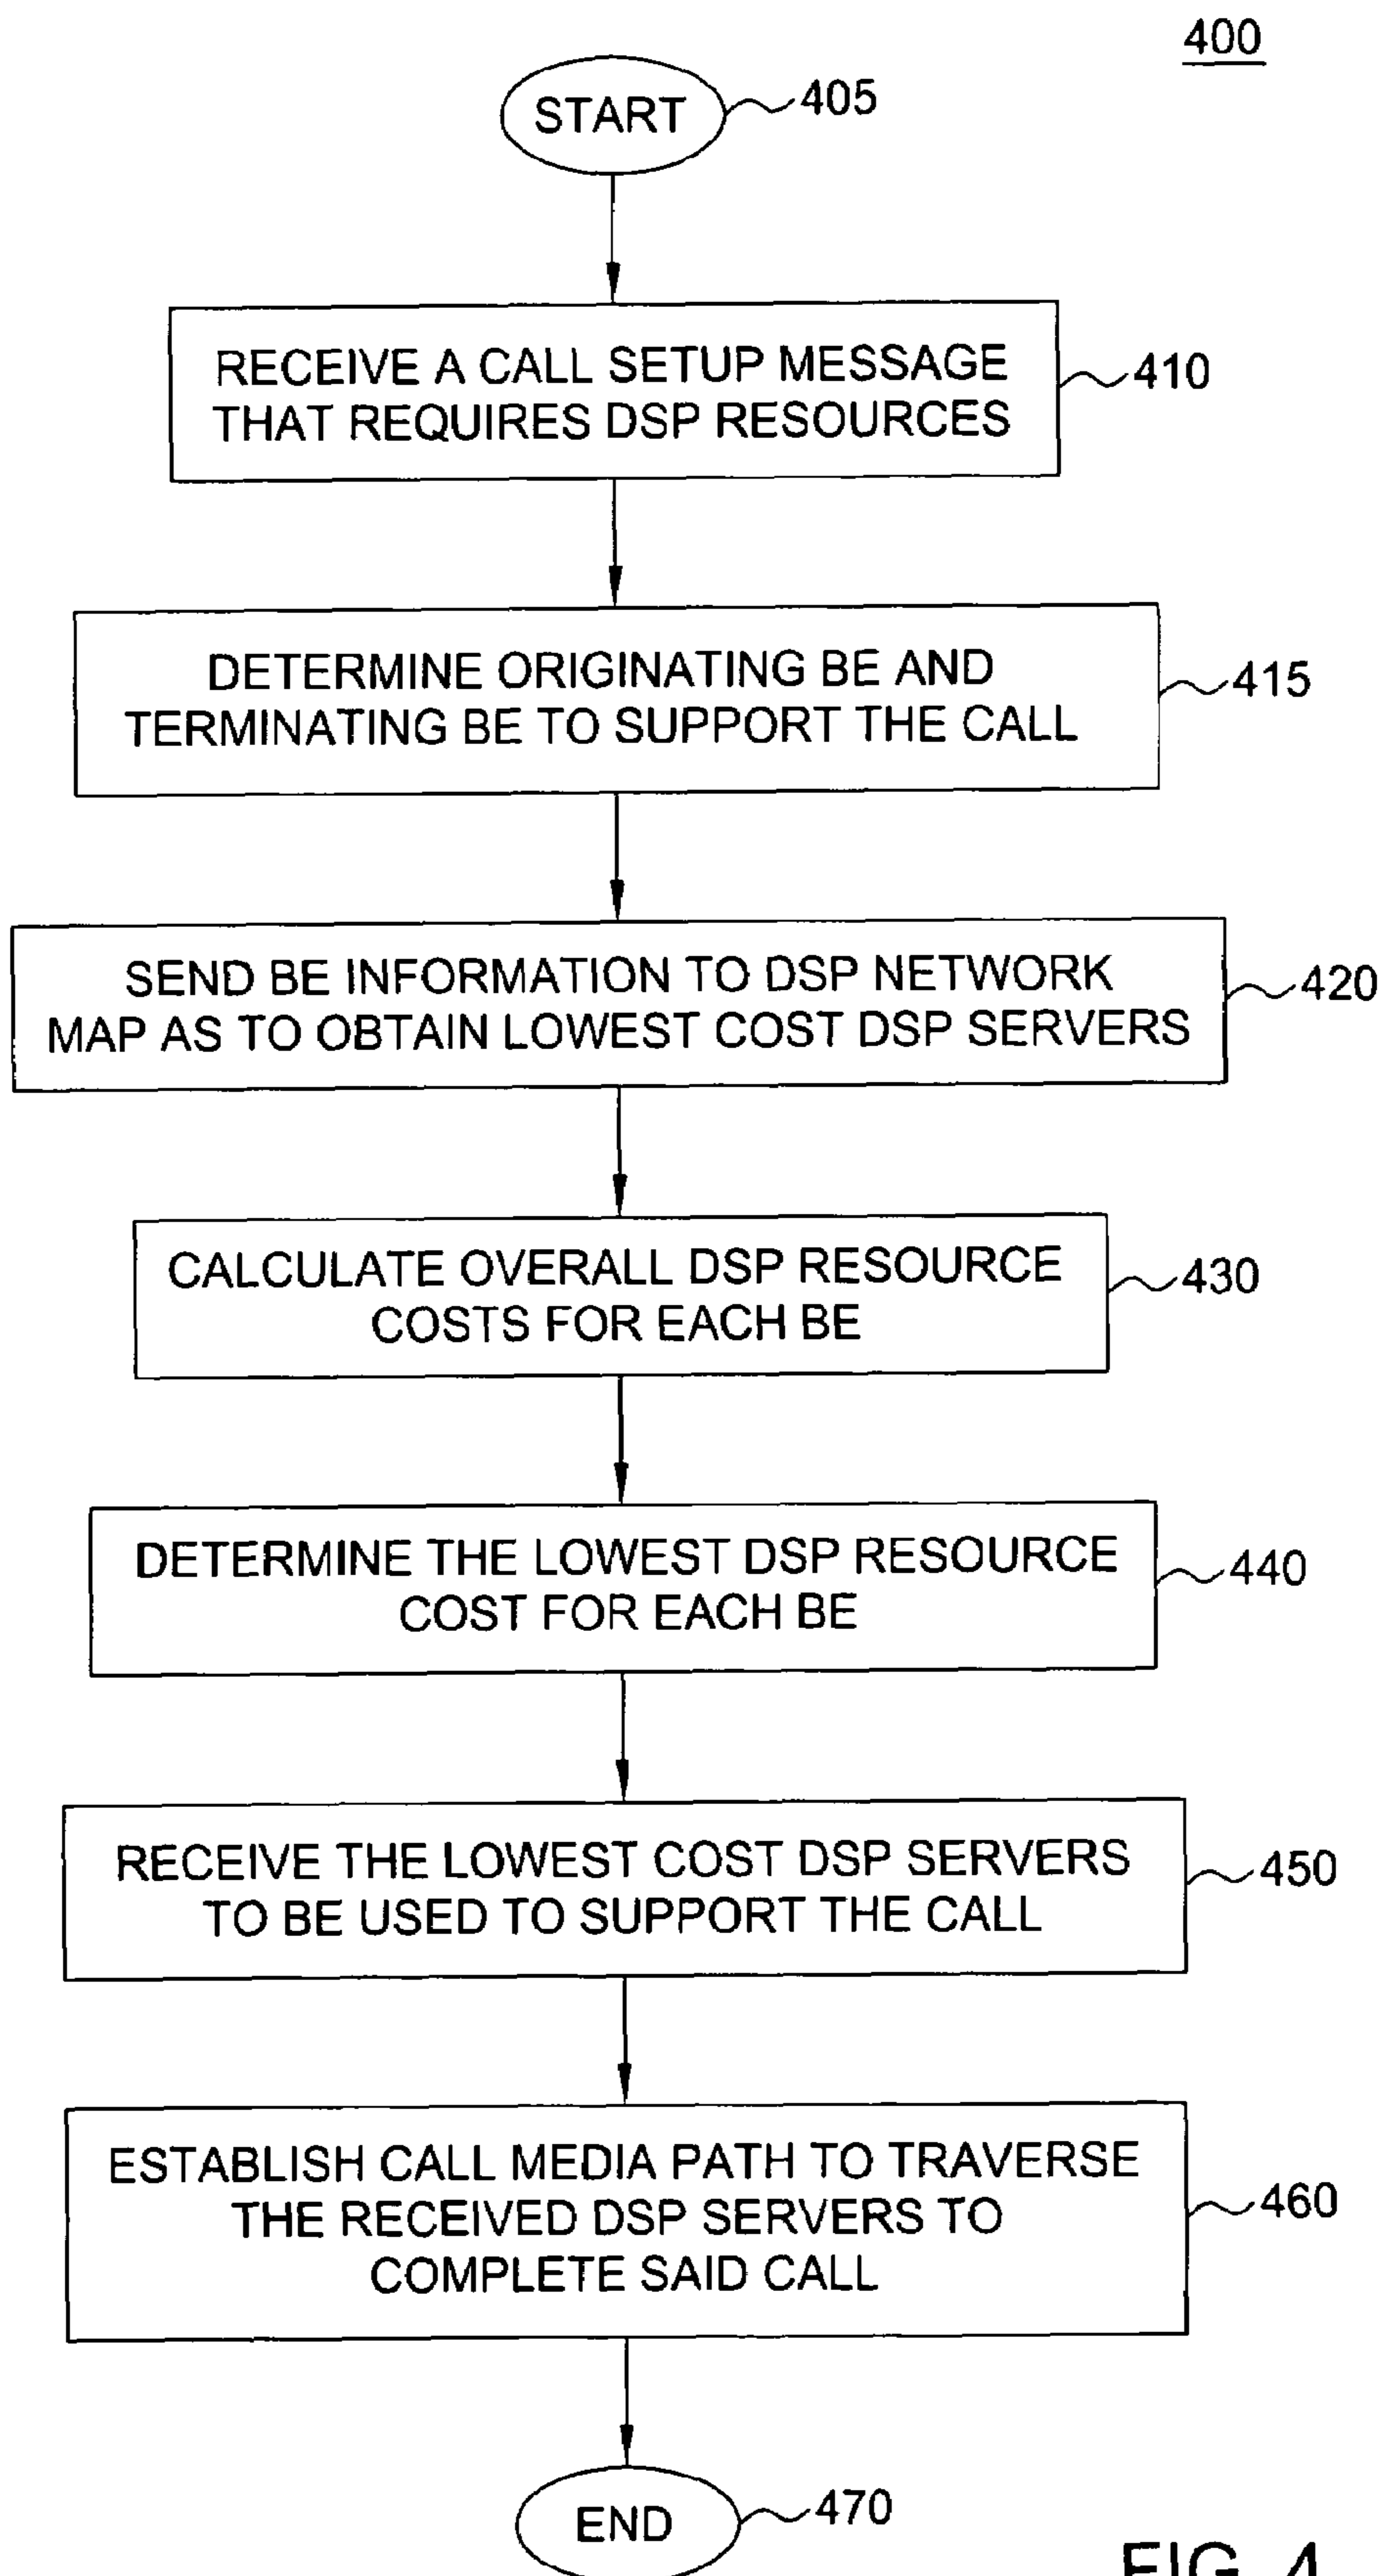 400
START
405
RECEIVE A CALL SETUP MESSAGE
THAT REQUIRES DSP RESOURCES
410
DETERMINE ORIGINATING BE AND
TERMINATING BE TO SUPPORT THE CALL
415
SEND BE INFORMATION TO DSP NETWORK
MAP AS TO OBTAIN LOWEST COST DSP SERVERS
420
CALCULATE OVERALL DSP RESOURCE
COSTS FOR EACH BE
430
DETERMINE THE LOWEST DSP RESOURCE
COST FOR EACH BE
440
RECEIVE THE LOWEST COST DSP SERVERS
TO BE USED TO SUPPORT THE CALL
450
ESTABLISH CALL MEDIA PATH TO TRAVERSE
THE RECEIVED DSP SERVERS TO
COMPLETE SAID CALL
460
END
470
FIG. 4